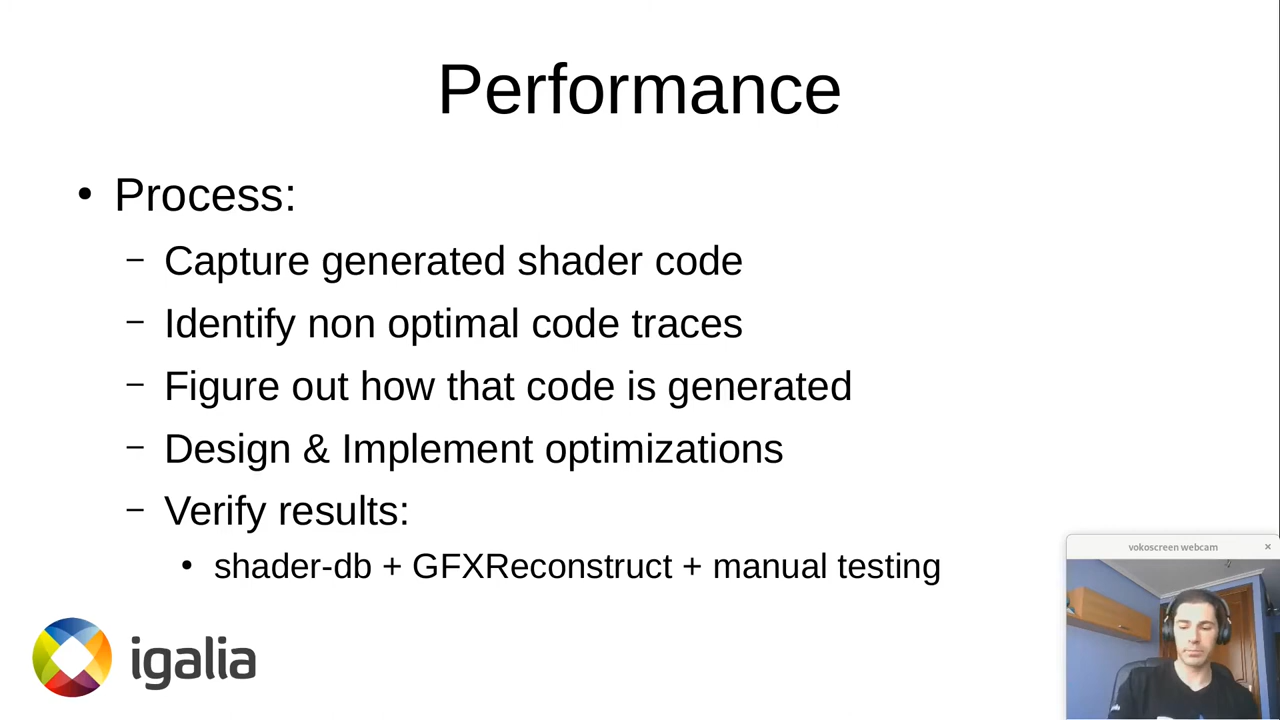 Performance
• Process:
– Capture generated shader code
– Identify non optimal code traces
– Figure out how that code is generated
– Design & Implement optimizations
– Verify results:
• shader-db + GFXReconstruct + manual testing
vokoscreen webcam ×
igalia